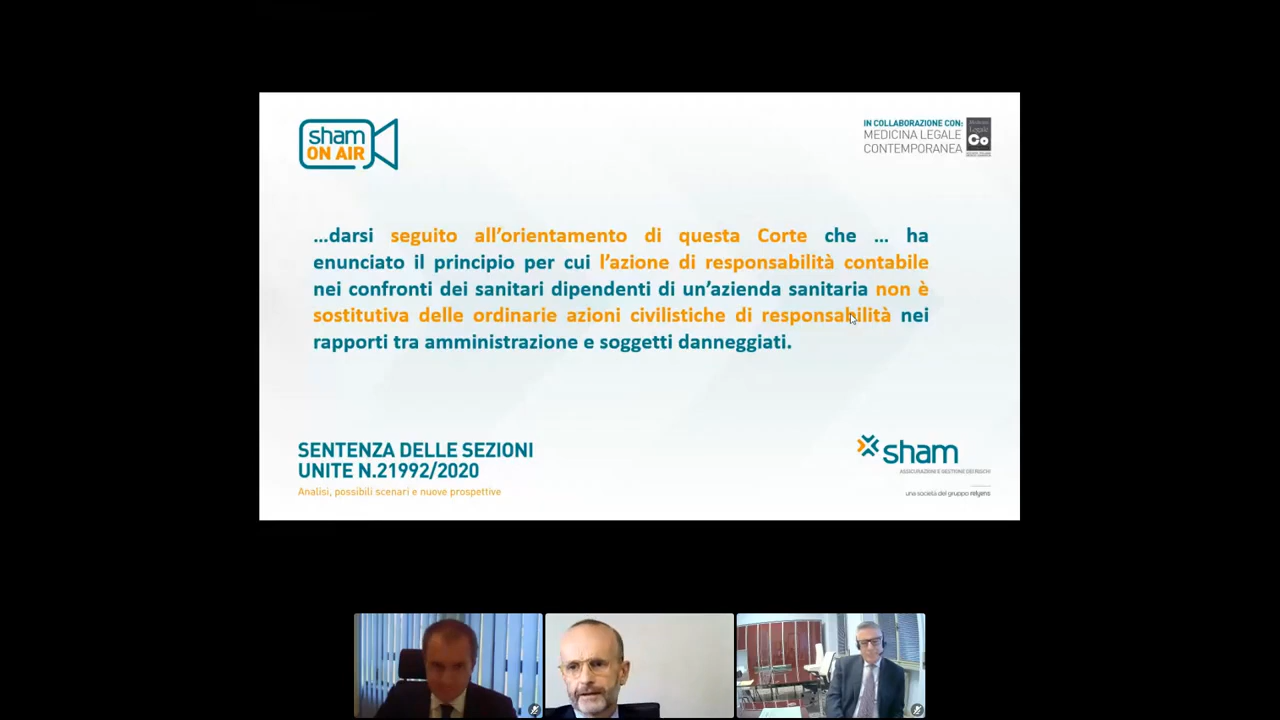 sham
ON AIR
IN COLLABORAZIONE CON:
MEDICINA LEGALE
CONTEMPORANEA
Medicina
Legale
Co
…darsi seguito all’orientamento di questa Corte che … ha
enunciato il principio per cui l’azione di responsabilità contabile
nei confronti dei sanitari dipendenti di un’azienda sanitaria non è
sostitutiva delle ordinarie azioni civilistiche di responsabilità nei
rapporti tra amministrazione e soggetti danneggiati.
SENTENZA DELLE SEZIONI
UNITE N.21992/2020
Analisi, possibili scenari e nuove prospettive
sham
ASSICURAZIONI E GESTIONE DEI RISCHI
una società del gruppo relyens